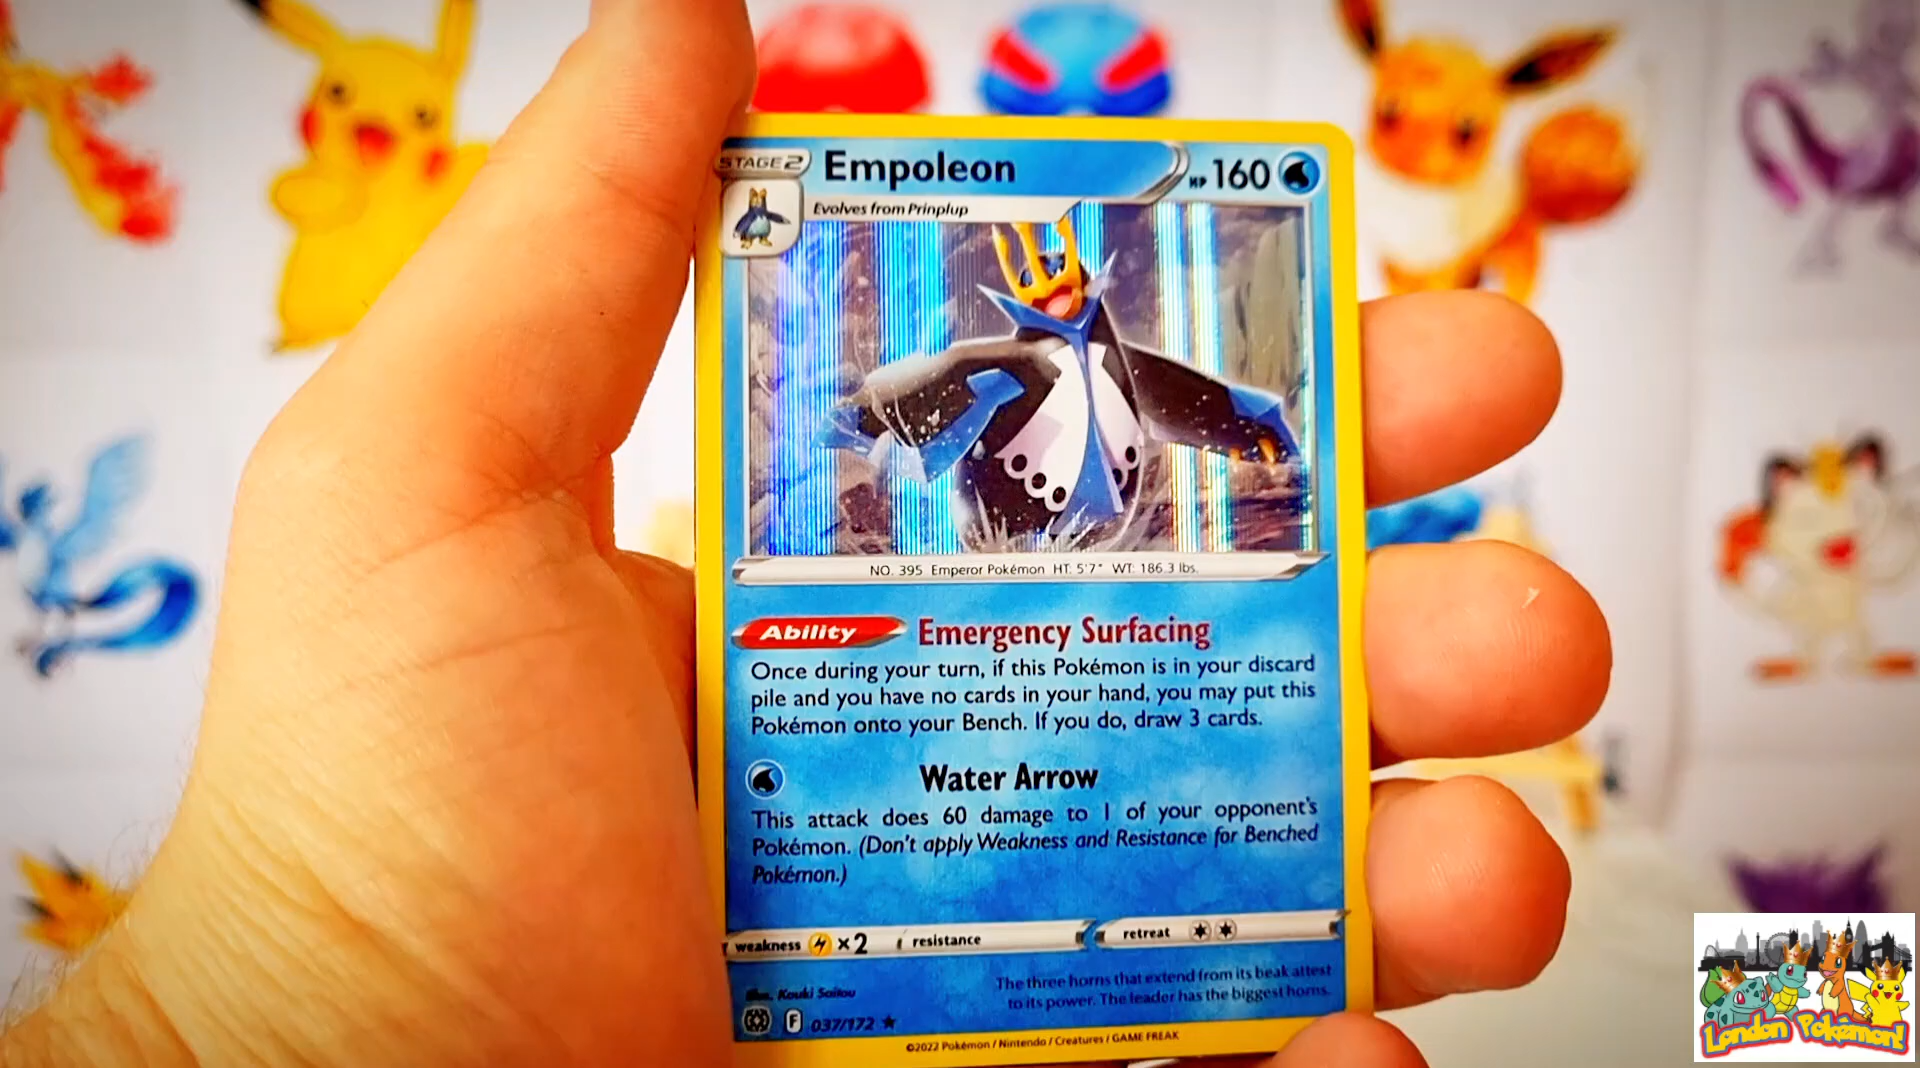 STAGE 2
Empoleon
HP 160
Evolves from Prinplup
NO. 395 Emperor Pokémon HT: 5'7" WT: 186.3 lbs.
Ability Emergency Surfacing
Once during your turn, if this Pokémon is in your discard
pile and you have no cards in your hand, you may put this
Pokémon onto your Bench. If you do, draw 3 cards.
Water Arrow
This attack does 60 damage to 1 of your opponent's
Pokémon. (Don't apply Weakness and Resistance for Benched
Pokémon.)
weakness ×2 resistance retreat
Illus. Kouki Saitou
The three horns that extend from its beak attest
to its power. The leader has the biggest horns.
F 037/172 ★
©2022 Pokémon / Nintendo / Creatures / GAME FREAK
London Pokémon!